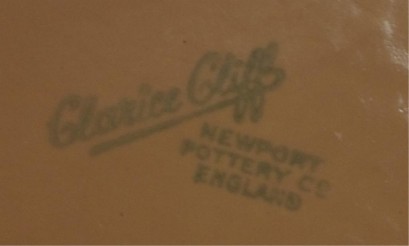 Clarice Cliff
NEWPORT
POTTERY CO
ENGLAND